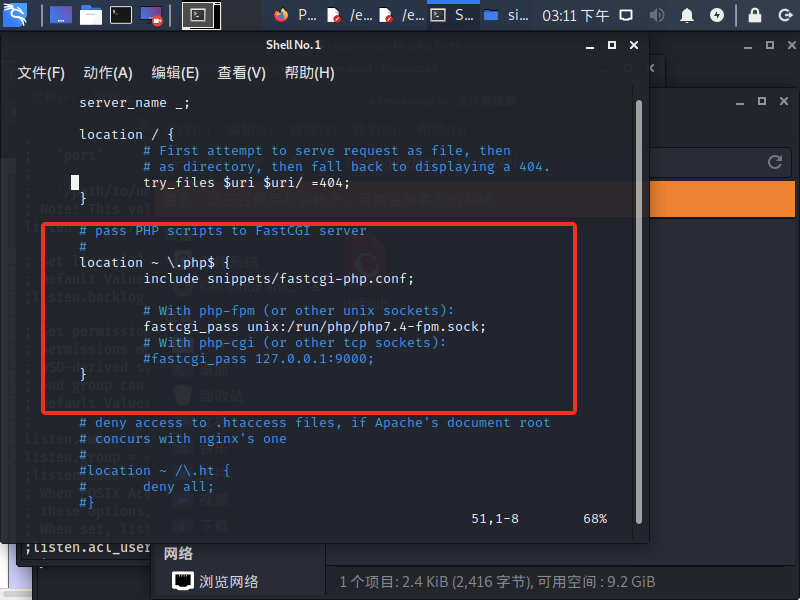 P...
/e...
/e...
S...
si...
03:11 下午
Shell No. 1
文件(F) 动作(A) 编辑(E) 查看(V) 帮助(H)
server_name _;
location / {
# First attempt to serve request as file, then
# as directory, then fall back to displaying a 404.
try_files $uri $uri/ =404;
}
# pass PHP scripts to FastCGI server
#
location ~ \.php$ {
include snippets/fastcgi-php.conf;
# With php-fpm (or other unix sockets):
fastcgi_pass unix:/run/php/php7.4-fpm.sock;
# With php-cgi (or other tcp sockets):
#fastcgi_pass 127.0.0.1:9000;
}
# deny access to .htaccess files, if Apache's document root
# concurs with nginx's one
#
#location ~ /\.ht {
# deny all;
#}
51,1-8 68%
;listen.acl_user
网络
浏览网络
1 个项目: 2.4 KiB (2,416 字节), 可用空间 : 9.2 GiB